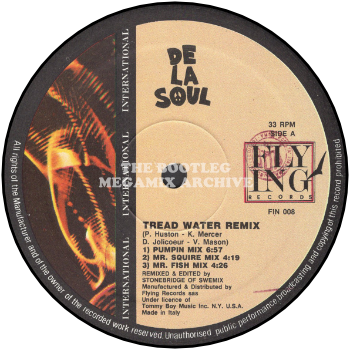 DE
LA
SOUL
33 RPM
SIDE A
FLY
ING
RECORDS
FIN 008
INTERNATIONAL
INTERNATIONAL
INTERNATIONAL
INTERNATIONAL
THE BOOTLEG
MEGAMIX ARCHIVE
TREAD WATER REMIX
(P. Huston - K. Mercer
D. Jolicoeur - V. Mason)
1) PUMPIN MIX 6:57
2) MR. SQUIRE MIX 4:19
3) MR. FISH MIX 4:26
REMIXED & EDITED by
STONEBRIDGE OF SWEMIX
Manufactured & Distributed by
Flying Records sas
Under licence of
Tommy Boy Music Inc. N.Y. U.S.A.
Made in Italy
All rights of the Manufacturer and of the owner of the recorded work reserved. Unauthorised public performance broadcasting and copying of this record prohibited.